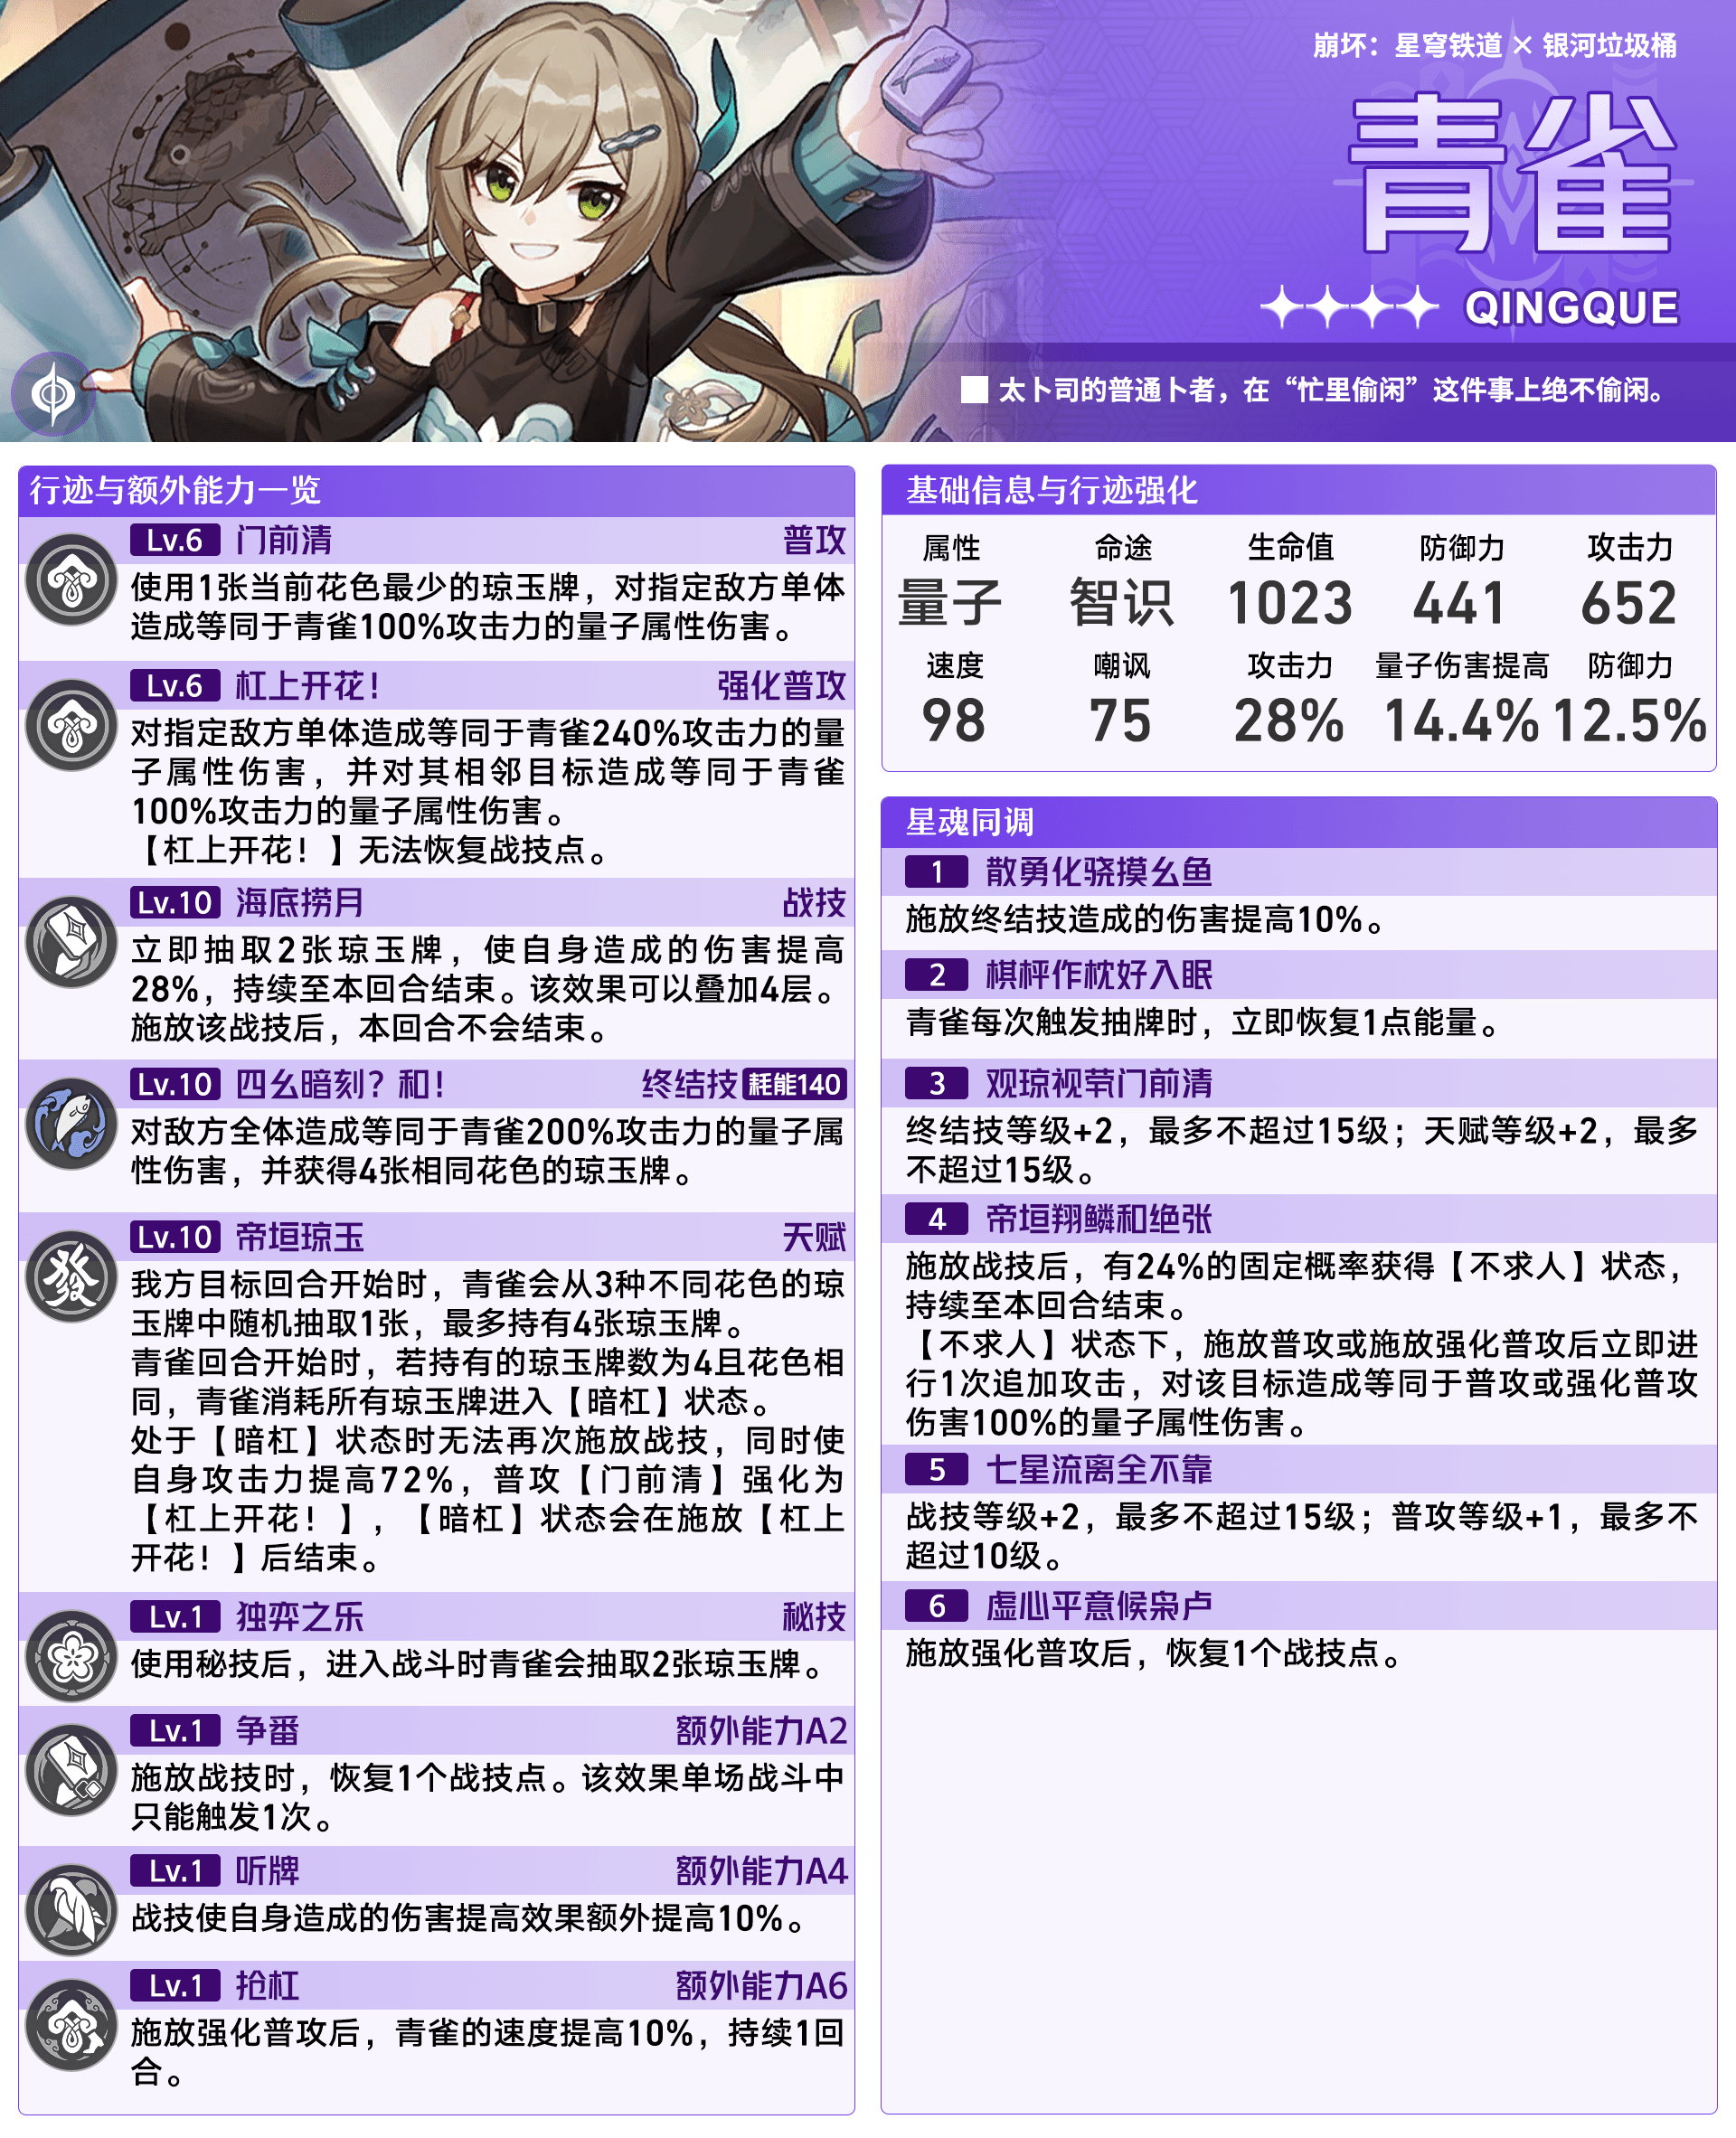 崩坏：星穹铁道 × 银河垃圾桶
青雀
QINGQUE
太卜司的普通卜者，在“忙里偷闲”这件事上绝不偷闲。
行迹与额外能力一览
Lv.6 门前清 普攻
使用1张当前花色最少的琼玉牌，对指定敌方单体
造成等同于青雀100%攻击力的量子属性伤害。
Lv.6 杠上开花！ 强化普攻
对指定敌方单体造成等同于青雀240%攻击力的量
子属性伤害，并对其相邻目标造成等同于青雀
100%攻击力的量子属性伤害。
【杠上开花！】无法恢复战技点。
Lv.10 海底捞月 战技
立即抽取2张琼玉牌，使自身造成的伤害提高
28%，持续至本回合结束。该效果可以叠加4层。
施放该战技后，本回合不会结束。
Lv.10 四幺暗刻？和！ 终结技 耗能140
对敌方全体造成等同于青雀200%攻击力的量子属
性伤害，并获得4张相同花色的琼玉牌。
發
Lv.10 帝垣琼玉 天赋
我方目标回合开始时，青雀会从3种不同花色的琼
玉牌中随机抽取1张，最多持有4张琼玉牌。
青雀回合开始时，若持有的琼玉牌数为4且花色相
同，青雀消耗所有琼玉牌进入【暗杠】状态。
处于【暗杠】状态时无法再次施放战技，同时使
自身攻击力提高72%，普攻【门前清】强化为
【杠上开花！】，【暗杠】状态会在施放【杠上
开花！】后结束。
Lv.1 独弈之乐 秘技
使用秘技后，进入战斗时青雀会抽取2张琼玉牌。
Lv.1 争番 额外能力A2
施放战技时，恢复1个战技点。该效果单场战斗中
只能触发1次。
Lv.1 听牌 额外能力A4
战技使自身造成的伤害提高效果额外提高10%。
Lv.1 抢杠 额外能力A6
施放强化普攻后，青雀的速度提高10%，持续1回
合。
基础信息与行迹强化
属性 命途 生命值 防御力 攻击力
量子 智识 1023 441 652
速度 嘲讽 攻击力 量子伤害提高 防御力
98 75 28% 14.4% 12.5%
星魂同调
1 散勇化骁摸幺鱼
施放终结技造成的伤害提高10%。
2 棋枰作枕好入眠
青雀每次触发抽牌时，立即恢复1点能量。
3 观琼视茕门前清
终结技等级+2，最多不超过15级；天赋等级+2，最多
不超过15级。
4 帝垣翔鳞和绝张
施放战技后，有24%的固定概率获得【不求人】状态，
持续至本回合结束。
【不求人】状态下，施放普攻或施放强化普攻后立即进
行1次追加攻击，对该目标造成等同于普攻或强化普攻
伤害100%的量子属性伤害。
5 七星流离全不靠
战技等级+2，最多不超过15级；普攻等级+1，最多不
超过10级。
6 虚心平意候枭卢
施放强化普攻后，恢复1个战技点。